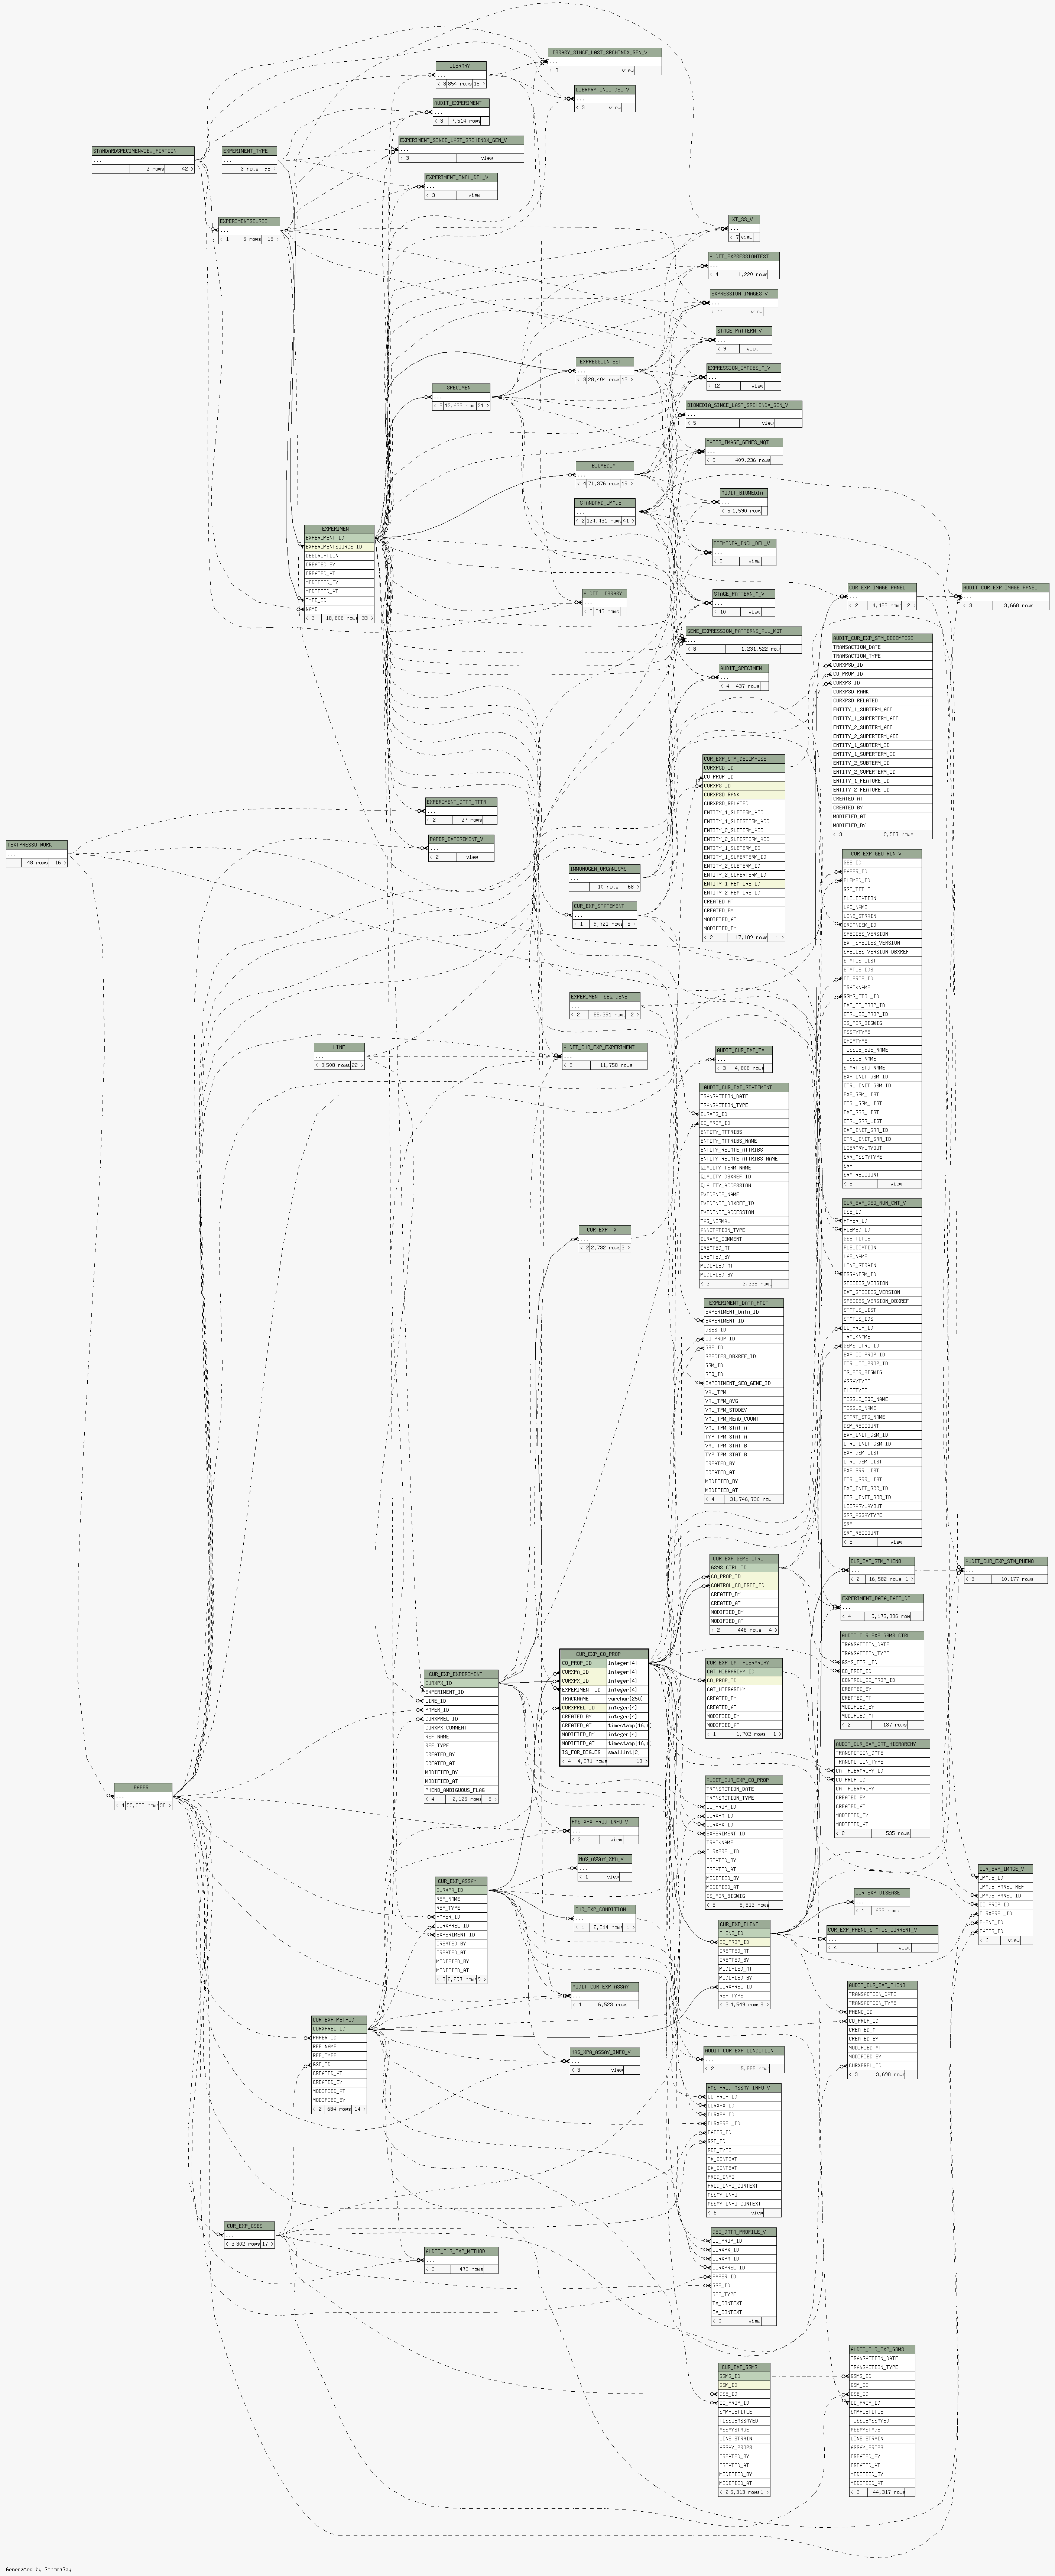 STANDARDSPECIMENVIEW_PORTION
...
2 rows 42 >
TEXTPRESSO_WORK
...
48 rows 16 >
PAPER
...
< 4 53,335 rows 38 >
EXPERIMENT_TYPE
...
3 rows 98 >
EXPERIMENTSOURCE
...
< 1 5 rows 15 >
CUR_EXP_GSES
...
< 3 302 rows 17 >
EXPERIMENT
EXPERIMENT_ID
EXPERIMENTSOURCE_ID
DESCRIPTION
CREATED_BY
CREATED_AT
MODIFIED_BY
MODIFIED_AT
TYPE_ID
NAME
< 3 18,806 rows 33 >
LINE
...
< 3 508 rows 22 >
CUR_EXP_METHOD
CURXPREL_ID
PAPER_ID
REF_NAME
REF_TYPE
GSE_ID
CREATED_AT
CREATED_BY
MODIFIED_AT
MODIFIED_BY
< 2 684 rows 14 >
LIBRARY
...
< 3 854 rows 15 >
AUDIT_EXPERIMENT
...
< 3 7,514 rows
EXPERIMENT_SINCE_LAST_SRCHINDX_GEN_V
...
< 3 view
EXPERIMENT_INCL_DEL_V
...
< 3 view
SPECIMEN
...
< 2 13,622 rows 21 >
EXPERIMENT_DATA_ATTR
...
< 2 27 rows
PAPER_EXPERIMENT_V
...
< 2 view
CUR_EXP_EXPERIMENT
CURXPX_ID
EXPERIMENT_ID
LINE_ID
PAPER_ID
CURXPREL_ID
CURXPX_COMMENT
REF_NAME
REF_TYPE
CREATED_BY
CREATED_AT
MODIFIED_BY
MODIFIED_AT
PHENO_AMBIGUOUS_FLAG
< 4 2,125 rows 8 >
CUR_EXP_ASSAY
CURXPA_ID
REF_NAME
REF_TYPE
PAPER_ID
CURXPREL_ID
EXPERIMENT_ID
CREATED_BY
CREATED_AT
MODIFIED_BY
MODIFIED_AT
< 3 2,297 rows 9 >
AUDIT_CUR_EXP_METHOD
...
< 3 473 rows
LIBRARY_SINCE_LAST_SRCHINDX_GEN_V
...
< 3 view
LIBRARY_INCL_DEL_V
...
< 3 view
EXPRESSIONTEST
...
< 3 28,404 rows 13 >
BIOMEDIA
...
< 4 71,376 rows 19 >
STANDARD_IMAGE
...
< 2 124,431 rows 41 >
AUDIT_LIBRARY
...
< 3 845 rows
IMMUNOGEN_ORGANISMS
...
10 rows 68 >
CUR_EXP_STATEMENT
...
< 1 9,721 rows 5 >
EXPERIMENT_SEQ_GENE
...
< 2 85,291 rows 2 >
AUDIT_CUR_EXP_EXPERIMENT
...
< 5 11,758 rows
CUR_EXP_TX
...
< 2 2,732 rows 3 >
CUR_EXP_CO_PROP
CO_PROP_ID integer[4]
CURXPA_ID integer[4]
CURXPX_ID integer[4]
EXPERIMENT_ID integer[4]
TRACKNAME varchar[250]
CURXPREL_ID integer[4]
CREATED_BY integer[4]
CREATED_AT timestamp[16,6]
MODIFIED_BY integer[4]
MODIFIED_AT timestamp[16,6]
IS_FOR_BIGWIG smallint[2]
< 4 4,371 rows 19 >
HAS_XPX_FROG_INFO_V
...
< 3 view
HAS_ASSAY_XPA_V
...
< 1 view
CUR_EXP_CONDITION
...
< 1 2,314 rows 1 >
AUDIT_CUR_EXP_ASSAY
...
< 4 6,523 rows
HAS_XPA_ASSAY_INFO_V
...
< 3 view
XT_SS_V
...
< 7 view
AUDIT_EXPRESSIONTEST
...
< 4 1,220 rows
EXPRESSION_IMAGES_V
...
< 11 view
STAGE_PATTERN_V
...
< 9 view
EXPRESSION_IMAGES_A_V
...
< 12 view
BIOMEDIA_SINCE_LAST_SRCHINDX_GEN_V
...
< 5 view
PAPER_IMAGE_GENES_MQT
...
< 9 409,236 rows
AUDIT_BIOMEDIA
...
< 5 1,590 rows
BIOMEDIA_INCL_DEL_V
...
< 5 view
STAGE_PATTERN_A_V
...
< 10 view
GENE_EXPRESSION_PATTERNS_ALL_MQT
...
< 8 1,231,522 row
AUDIT_SPECIMEN
...
< 4 437 rows
CUR_EXP_STM_DECOMPOSE
CURXPSD_ID
CO_PROP_ID
CURXPS_ID
CURXPSD_RANK
CURXPSD_RELATED
ENTITY_1_SUBTERM_ACC
ENTITY_1_SUPERTERM_ACC
ENTITY_2_SUBTERM_ACC
ENTITY_2_SUPERTERM_ACC
ENTITY_1_SUBTERM_ID
ENTITY_1_SUPERTERM_ID
ENTITY_2_SUBTERM_ID
ENTITY_2_SUPERTERM_ID
ENTITY_1_FEATURE_ID
ENTITY_2_FEATURE_ID
CREATED_AT
CREATED_BY
MODIFIED_AT
MODIFIED_BY
< 2 17,189 rows 1 >
AUDIT_CUR_EXP_TX
...
< 3 4,808 rows
AUDIT_CUR_EXP_STATEMENT
TRANSACTION_DATE
TRANSACTION_TYPE
CURXPS_ID
CO_PROP_ID
ENTITY_ATTRIBS
ENTITY_ATTRIBS_NAME
ENTITY_RELATE_ATTRIBS
ENTITY_RELATE_ATTRIBS_NAME
QUALITY_TERM_NAME
QUALITY_DBXREF_ID
QUALITY_ACCESSION
EVIDENCE_NAME
EVIDENCE_DBXREF_ID
EVIDENCE_ACCESSION
TAG_NORMAL
ANNOTATION_TYPE
CURXPS_COMMENT
CREATED_AT
CREATED_BY
MODIFIED_AT
MODIFIED_BY
< 2 3,235 rows
EXPERIMENT_DATA_FACT
EXPERIMENT_DATA_ID
EXPERIMENT_ID
GSES_ID
CO_PROP_ID
GSE_ID
SPECIES_DBXREF_ID
GSM_ID
SEQ_ID
EXPERIMENT_SEQ_GENE_ID
VAL_TPM
VAL_TPM_AVG
VAL_TPM_STDDEV
VAL_TPM_READ_COUNT
VAL_TPM_STAT_A
TYP_TPM_STAT_A
VAL_TPM_STAT_B
TYP_TPM_STAT_B
CREATED_BY
CREATED_AT
MODIFIED_BY
MODIFIED_AT
< 4 31,746,736 row
CUR_EXP_GSMS_CTRL
GSMS_CTRL_ID
CO_PROP_ID
CONTROL_CO_PROP_ID
CREATED_BY
CREATED_AT
MODIFIED_BY
MODIFIED_AT
< 2 446 rows 4 >
CUR_EXP_CAT_HIERARCHY
CAT_HIERARCHY_ID
CO_PROP_ID
CAT_HIERARCHY
CREATED_BY
CREATED_AT
MODIFIED_BY
MODIFIED_AT
< 1 1,702 rows 1 >
AUDIT_CUR_EXP_CO_PROP
TRANSACTION_DATE
TRANSACTION_TYPE
CO_PROP_ID
CURXPA_ID
CURXPX_ID
EXPERIMENT_ID
TRACKNAME
CURXPREL_ID
CREATED_BY
CREATED_AT
MODIFIED_BY
MODIFIED_AT
IS_FOR_BIGWIG
< 5 5,513 rows
CUR_EXP_PHENO
PHENO_ID
CO_PROP_ID
CREATED_AT
CREATED_BY
MODIFIED_AT
MODIFIED_BY
CURXPREL_ID
REF_TYPE
< 2 4,549 rows 8 >
AUDIT_CUR_EXP_CONDITION
...
< 2 5,885 rows
HAS_FROG_ASSAY_INFO_V
CO_PROP_ID
CURXPX_ID
CURXPA_ID
CURXPREL_ID
PAPER_ID
GSE_ID
REF_TYPE
TX_CONTEXT
CX_CONTEXT
FROG_INFO
FROG_INFO_CONTEXT
ASSAY_INFO
ASSAY_INFO_CONTEXT
< 6 view
GEO_DATA_PROFILE_V
CO_PROP_ID
CURXPX_ID
CURXPA_ID
CURXPREL_ID
PAPER_ID
GSE_ID
REF_TYPE
TX_CONTEXT
CX_CONTEXT
< 6 view
CUR_EXP_GSMS
GSMS_ID
GSM_ID
GSE_ID
CO_PROP_ID
SAMPLETITLE
TISSUEASSAYED
ASSAYSTAGE
LINE_STRAIN
ASSAY_PROPS
CREATED_BY
CREATED_AT
MODIFIED_BY
MODIFIED_AT
< 2 5,313 rows 1 >
CUR_EXP_IMAGE_PANEL
...
< 2 4,453 rows 2 >
AUDIT_CUR_EXP_STM_DECOMPOSE
TRANSACTION_DATE
TRANSACTION_TYPE
CURXPSD_ID
CO_PROP_ID
CURXPS_ID
CURXPSD_RANK
CURXPSD_RELATED
ENTITY_1_SUBTERM_ACC
ENTITY_1_SUPERTERM_ACC
ENTITY_2_SUBTERM_ACC
ENTITY_2_SUPERTERM_ACC
ENTITY_1_SUBTERM_ID
ENTITY_1_SUPERTERM_ID
ENTITY_2_SUBTERM_ID
ENTITY_2_SUPERTERM_ID
ENTITY_1_FEATURE_ID
ENTITY_2_FEATURE_ID
CREATED_AT
CREATED_BY
MODIFIED_AT
MODIFIED_BY
< 3 2,587 rows
CUR_EXP_GEO_RUN_V
GSE_ID
PAPER_ID
PUBMED_ID
GSE_TITLE
PUBLICATION
LAB_NAME
LINE_STRAIN
ORGANISM_ID
SPECIES_VERSION
EXT_SPECIES_VERSION
SPECIES_VERSION_DBXREF
STATUS_LIST
STATUS_IDS
CO_PROP_ID
TRACKNAME
GSMS_CTRL_ID
EXP_CO_PROP_ID
CTRL_CO_PROP_ID
IS_FOR_BIGWIG
ASSAYTYPE
CHIPTYPE
TISSUE_EQE_NAME
TISSUE_NAME
START_STG_NAME
EXP_INIT_GSM_ID
CTRL_INIT_GSM_ID
EXP_GSM_LIST
CTRL_GSM_LIST
EXP_SRR_LIST
CTRL_SRR_LIST
EXP_INIT_SRR_ID
CTRL_INIT_SRR_ID
LIBRARYLAYOUT
SRR_ASSAYTYPE
SRP
SRA_RECCOUNT
< 5 view
CUR_EXP_GEO_RUN_CNT_V
GSE_ID
PAPER_ID
PUBMED_ID
GSE_TITLE
PUBLICATION
LAB_NAME
LINE_STRAIN
ORGANISM_ID
SPECIES_VERSION
EXT_SPECIES_VERSION
SPECIES_VERSION_DBXREF
STATUS_LIST
STATUS_IDS
CO_PROP_ID
TRACKNAME
GSMS_CTRL_ID
EXP_CO_PROP_ID
CTRL_CO_PROP_ID
IS_FOR_BIGWIG
ASSAYTYPE
CHIPTYPE
TISSUE_EQE_NAME
TISSUE_NAME
START_STG_NAME
GSM_RECCOUNT
EXP_INIT_GSM_ID
CTRL_INIT_GSM_ID
EXP_GSM_LIST
CTRL_GSM_LIST
EXP_SRR_LIST
CTRL_SRR_LIST
EXP_INIT_SRR_ID
CTRL_INIT_SRR_ID
LIBRARYLAYOUT
SRR_ASSAYTYPE
SRP
SRA_RECCOUNT
< 5 view
CUR_EXP_STM_PHENO
...
< 2 16,582 rows 1 >
EXPERIMENT_DATA_FACT_DE
...
< 4 9,175,396 row
AUDIT_CUR_EXP_GSMS_CTRL
TRANSACTION_DATE
TRANSACTION_TYPE
GSMS_CTRL_ID
CO_PROP_ID
CONTROL_CO_PROP_ID
CREATED_BY
CREATED_AT
MODIFIED_BY
MODIFIED_AT
< 2 137 rows
AUDIT_CUR_EXP_CAT_HIERARCHY
TRANSACTION_DATE
TRANSACTION_TYPE
CAT_HIERARCHY_ID
CO_PROP_ID
CAT_HIERARCHY
CREATED_BY
CREATED_AT
MODIFIED_BY
MODIFIED_AT
< 2 535 rows
CUR_EXP_DISEASE
...
< 1 622 rows
CUR_EXP_PHENO_STATUS_CURRENT_V
...
< 4 view
AUDIT_CUR_EXP_PHENO
TRANSACTION_DATE
TRANSACTION_TYPE
PHENO_ID
CO_PROP_ID
CREATED_AT
CREATED_BY
MODIFIED_AT
MODIFIED_BY
CURXPREL_ID
< 3 3,698 rows
AUDIT_CUR_EXP_GSMS
TRANSACTION_DATE
TRANSACTION_TYPE
GSMS_ID
GSM_ID
GSE_ID
CO_PROP_ID
SAMPLETITLE
TISSUEASSAYED
ASSAYSTAGE
LINE_STRAIN
ASSAY_PROPS
CREATED_BY
CREATED_AT
MODIFIED_BY
MODIFIED_AT
< 3 44,317 rows
AUDIT_CUR_EXP_IMAGE_PANEL
...
< 3 3,668 rows
AUDIT_CUR_EXP_STM_PHENO
...
< 3 10,177 rows
CUR_EXP_IMAGE_V
IMAGE_ID
IMAGE_PANEL_REF
IMAGE_PANEL_ID
CO_PROP_ID
CURXPREL_ID
PHENO_ID
PAPER_ID
< 6 view
Generated by SchemaSpy